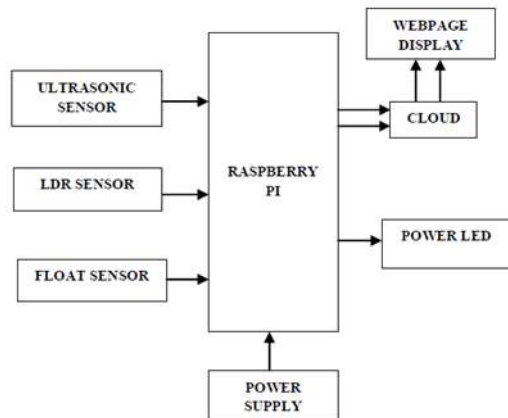 WEBPAGE
DISPLAY
ULTRASONIC
SENSOR
CLOUD
LDR SENSOR
RASPBERRY
PI
POWER LED
FLOAT SENSOR
POWER
SUPPLY